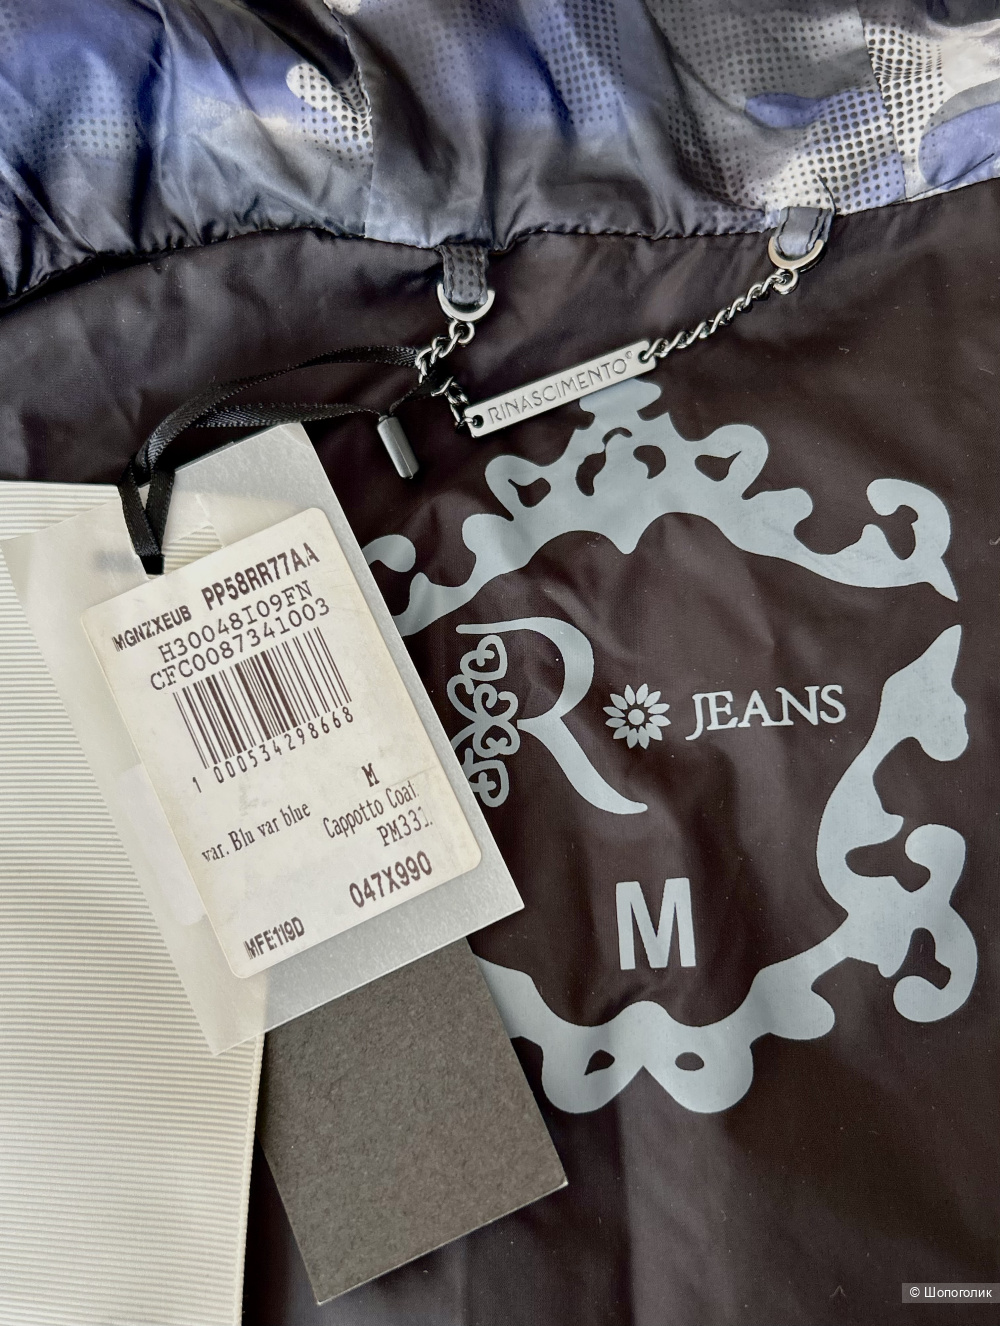 RINASCIMENTO®
MGNZXEUB PP58RR77AA
H30048I09FN
CFC0087341003
1 000534298668
M
var. Blu var blue
Cappotto Coat
PM331.
047X990
MFE119D
R JEANS
M
© Шопоголик